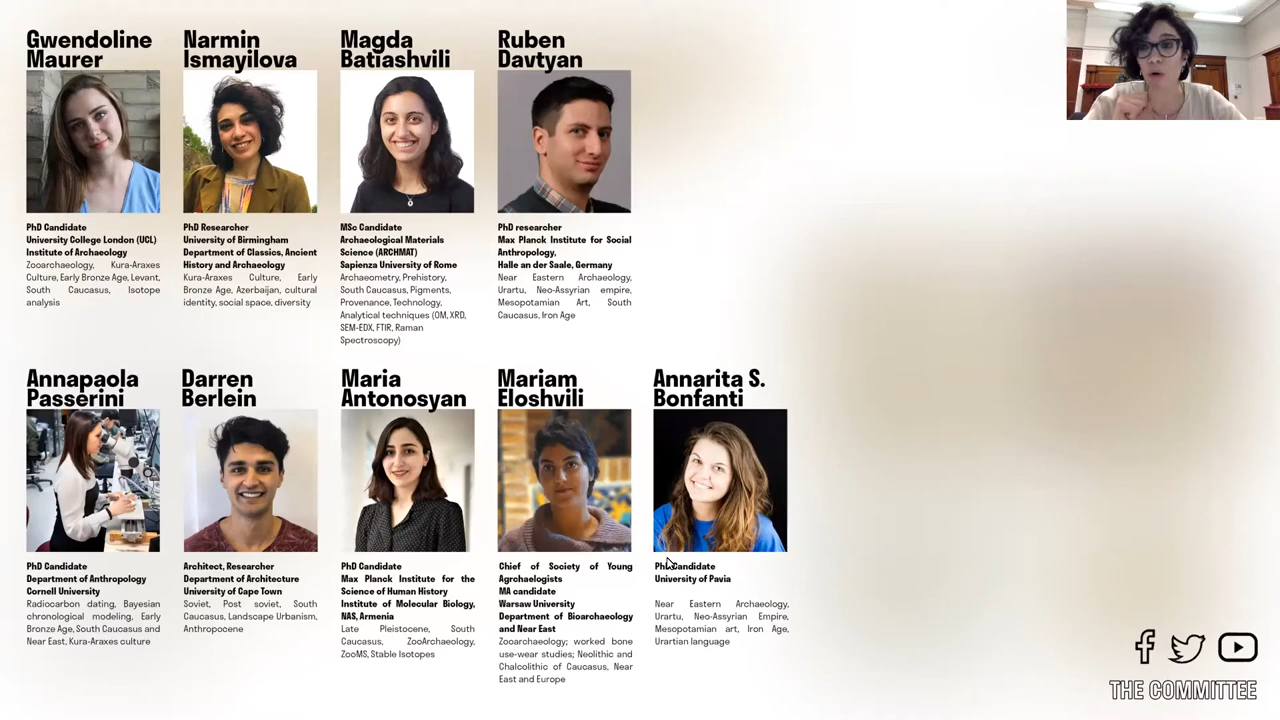 Gwendoline
Maurer
PhD Candidate
University College London (UCL)
Institute of Archaeology
Zooarchaeology, Kura-Araxes
Culture, Early Bronze Age, Levant,
South Caucasus, Isotope
analysis
Narmin
Ismayilova
PhD Researcher
University of Birmingham
Department of Classics, Ancient
History and Archaeology
Kura-Araxes Culture, Early
Bronze Age, Azerbaijan, cultural
identity, social space, diversity
Magda
Batiashvili
MSc Candidate
Archaeological Materials
Science (ARCHMAT)
Sapienza University of Rome
Archaeometry, Prehistory,
South Caucasus, Pigments,
Provenance, Technology,
Analytical techniques (OM, XRD,
SEM-EDX, FTIR, Raman
Spectroscopy)
Ruben
Davtyan
PhD researcher
Max Planck Institute for Social
Anthropology,
Halle an der Saale, Germany
Near Eastern Archaeology,
Urartu, Neo-Assyrian empire,
Mesopotamian Art, South
Caucasus, Iron Age
Annapaola
Passerini
PhD Candidate
Department of Anthropology
Cornell University
Radiocarbon dating, Bayesian
chronological modeling, Early
Bronze Age, South Caucasus and
Near East, Kura-Araxes culture
Darren
Berlein
Architect, Researcher
Department of Architecture
University of Cape Town
Soviet, Post soviet, South
Caucasus, Landscape Urbanism,
Anthropocene
Maria
Antonosyan
PhD Candidate
Max Planck Institute for the
Science of Human History
Institute of Molecular Biology,
NAS, Armenia
Late Pleistocene, South
Caucasus, ZooArchaeology,
ZooMS, Stable Isotopes
Mariam
Eloshvili
Chief of Society of Young
Agrchaelogists
MA candidate
Warsaw University
Department of Bioarchaeology
and Near East
Zooarchaeology; worked bone
use-wear studies; Neolithic and
Chalcolithic of Caucasus, Near
East and Europe
Annarita S.
Bonfanti
PhD Candidate
University of Pavia
Near Eastern Archaeology,
Urartu, Neo-Assyrian Empire,
Mesopotamian art, Iron Age,
Urartian language
THE COMMITTEE